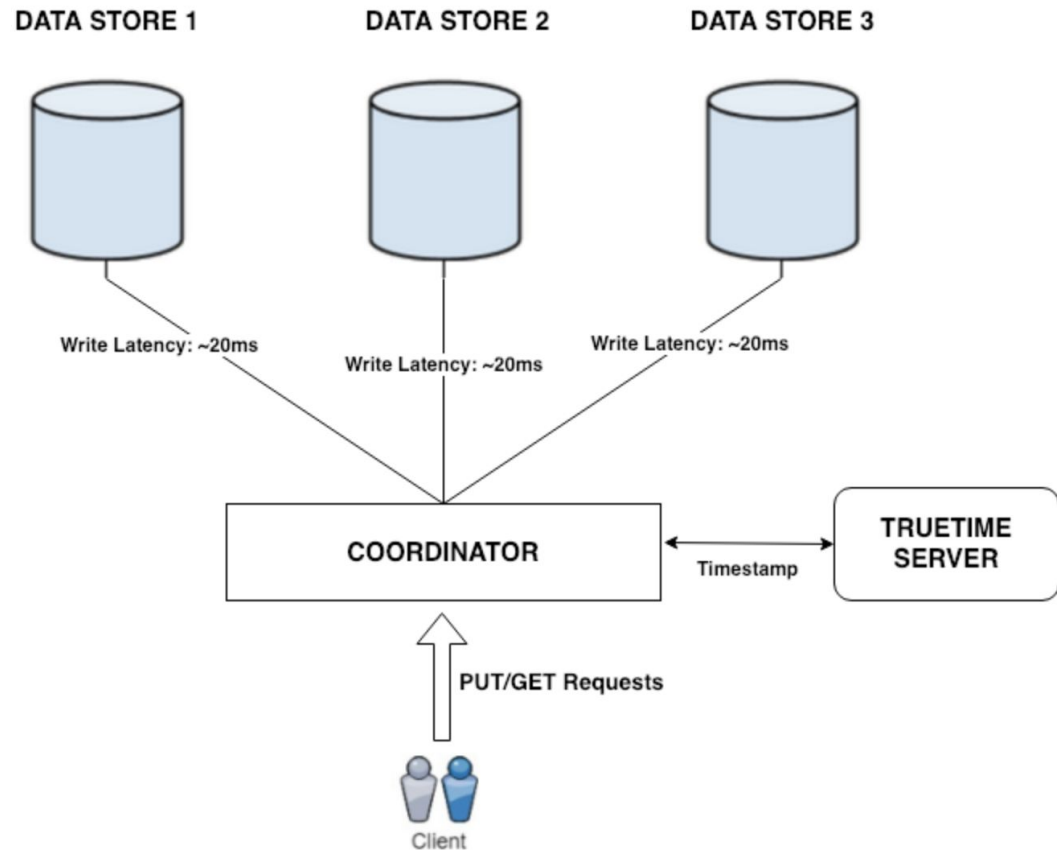 DATA STORE 1
DATA STORE 2
DATA STORE 3
Write Latency: ~20ms
Write Latency: ~20ms
Write Latency: ~20ms
COORDINATOR
TRUETIME
SERVER
Timestamp
PUT/GET Requests
Client